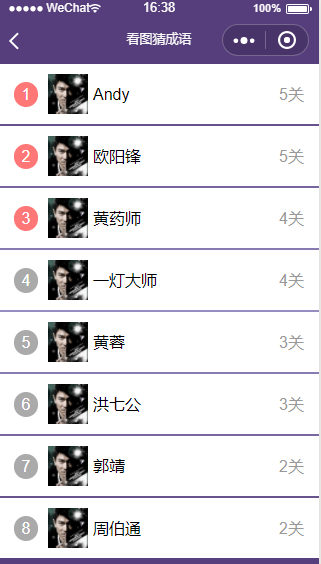 WeChat 16:38 100%
看图猜成语
1 Andy 5关
2 欧阳锋 5关
3 黄药师 4关
4 一灯大师 4关
5 黄蓉 3关
6 洪七公 3关
7 郭靖 2关
8 周伯通 2关